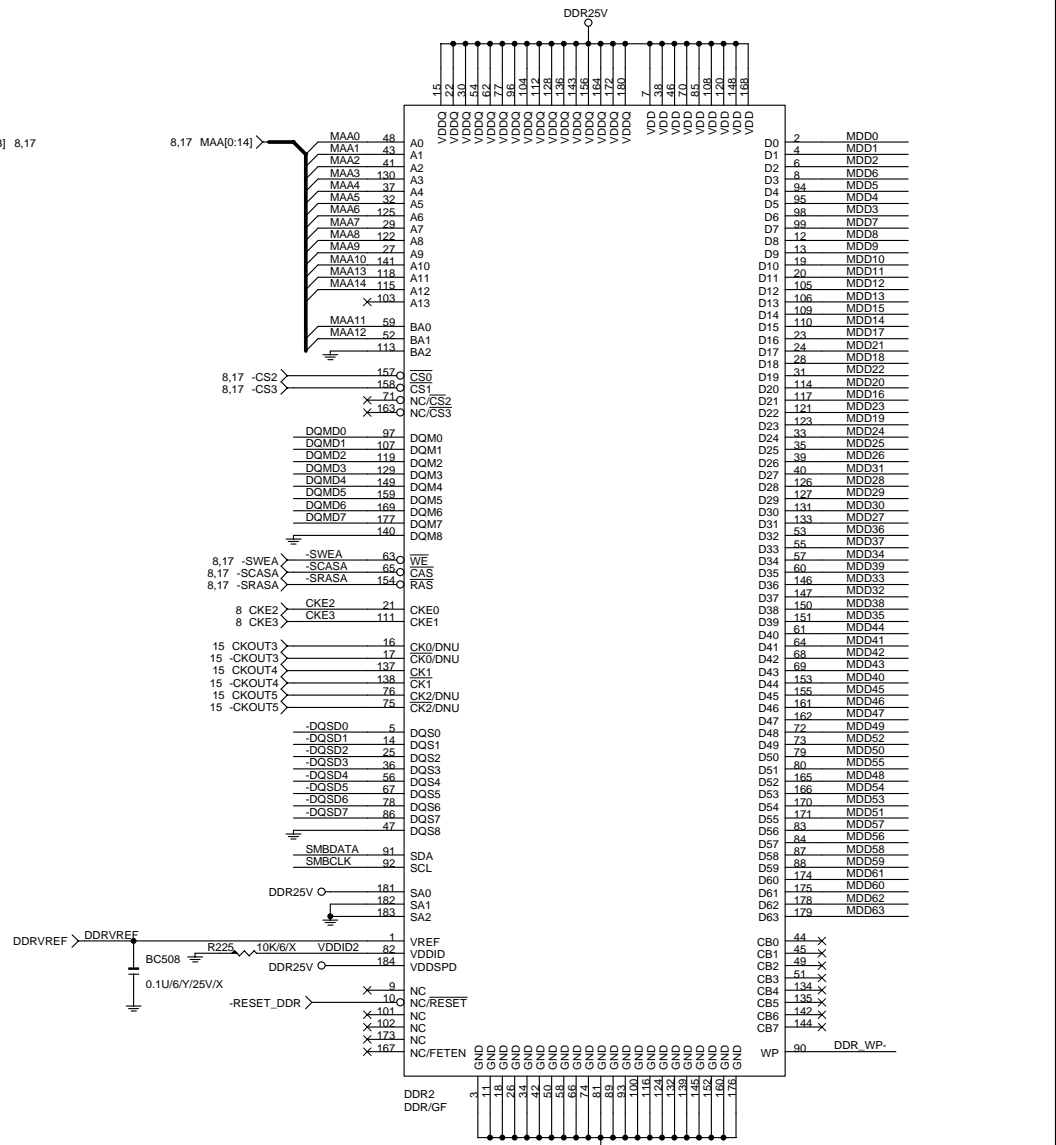 DDR25V
15 22 30 54 62 77 96 104 112 128 136 143 156 164 172 180 7 38 46 70 85 108 120 148 168
VDDQ VDDQ VDDQ VDDQ VDDQ VDDQ VDDQ VDDQ VDDQ VDDQ VDDQ VDDQ VDDQ VDDQ VDDQ VDDQ VDD VDD VDD VDD VDD VDD VDD VDD VDD
] 8,17
8,17 MAA[0:14]
MAA0 48 A0
MAA1 43 A1
MAA2 41 A2
MAA3 130 A3
MAA4 37 A4
MAA5 32 A5
MAA6 125 A6
MAA7 29 A7
MAA8 122 A8
MAA9 27 A9
MAA10 141 A10
MAA13 118 A11
MAA14 115 A12
103 A13
MAA11 59 BA0
MAA12 52 BA1
113 BA2
8,17 -CS2 157 CS0
8,17 -CS3 158 CS1
71 NC/CS2
163 NC/CS3
DQMD0 97 DQM0
DQMD1 107 DQM1
DQMD2 119 DQM2
DQMD3 129 DQM3
DQMD4 149 DQM4
DQMD5 159 DQM5
DQMD6 169 DQM6
DQMD7 177 DQM7
140 DQM8
8,17 -SWEA -SWEA 63 WE
8,17 -SCASA -SCASA 65 CAS
8,17 -SRASA -SRASA 154 RAS
8 CKE2 CKE2 21 CKE0
8 CKE3 CKE3 111 CKE1
15 CKOUT3 16 CK0/DNU
15 -CKOUT3 17 CK0/DNU
15 CKOUT4 137 CK1
15 -CKOUT4 138 CK1
15 CKOUT5 76 CK2/DNU
15 -CKOUT5 75 CK2/DNU
-DQSD0 5 DQS0
-DQSD1 14 DQS1
-DQSD2 25 DQS2
-DQSD3 36 DQS3
-DQSD4 56 DQS4
-DQSD5 67 DQS5
-DQSD6 78 DQS6
-DQSD7 86 DQS7
47 DQS8
SMBDATA 91 SDA
SMBCLK 92 SCL
DDR25V 181 SA0
182 SA1
183 SA2
DDRVREF DDRVREF 1 VREF
R225 10K/6/X VDDID2 82 VDDID
DDR25V 184 VDDSPD
BC508
0.1U/6/Y/25V/X
9 NC
-RESET_DDR 10 NC/RESET
101 NC
102 NC
173 NC
167 NC/FETEN
D0 2 MDD0
D1 4 MDD1
D2 6 MDD2
D3 8 MDD6
D4 94 MDD5
D5 95 MDD4
D6 98 MDD3
D7 99 MDD7
D8 12 MDD8
D9 13 MDD9
D10 19 MDD10
D11 20 MDD11
D12 105 MDD12
D13 106 MDD13
D14 109 MDD15
D15 110 MDD14
D16 23 MDD17
D17 24 MDD21
D18 28 MDD18
D19 31 MDD22
D20 114 MDD20
D21 117 MDD16
D22 121 MDD23
D23 123 MDD19
D24 33 MDD24
D25 35 MDD25
D26 39 MDD26
D27 40 MDD31
D28 126 MDD28
D29 127 MDD29
D30 131 MDD30
D31 133 MDD27
D32 53 MDD36
D33 55 MDD37
D34 57 MDD34
D35 60 MDD39
D36 146 MDD33
D37 147 MDD32
D38 150 MDD38
D39 151 MDD35
D40 61 MDD44
D41 64 MDD41
D42 68 MDD42
D43 69 MDD43
D44 153 MDD40
D45 155 MDD45
D46 161 MDD46
D47 162 MDD47
D48 72 MDD49
D49 73 MDD52
D50 79 MDD50
D51 80 MDD55
D52 165 MDD48
D53 166 MDD54
D54 170 MDD53
D55 171 MDD51
D56 83 MDD57
D57 84 MDD56
D58 87 MDD58
D59 88 MDD59
D60 174 MDD61
D61 175 MDD60
D62 178 MDD62
D63 179 MDD63
CB0 44
CB1 45
CB2 49
CB3 51
CB4 134
CB5 135
CB6 142
CB7 144
WP 90 DDR_WP-
GND GND GND GND GND GND GND GND GND GND GND GND GND GND GND GND GND GND GND GND GND GND
3 11 18 26 34 42 50 58 66 74 81 89 93 100 116 124 132 139 145 152 160 176
DDR2
DDR/GF